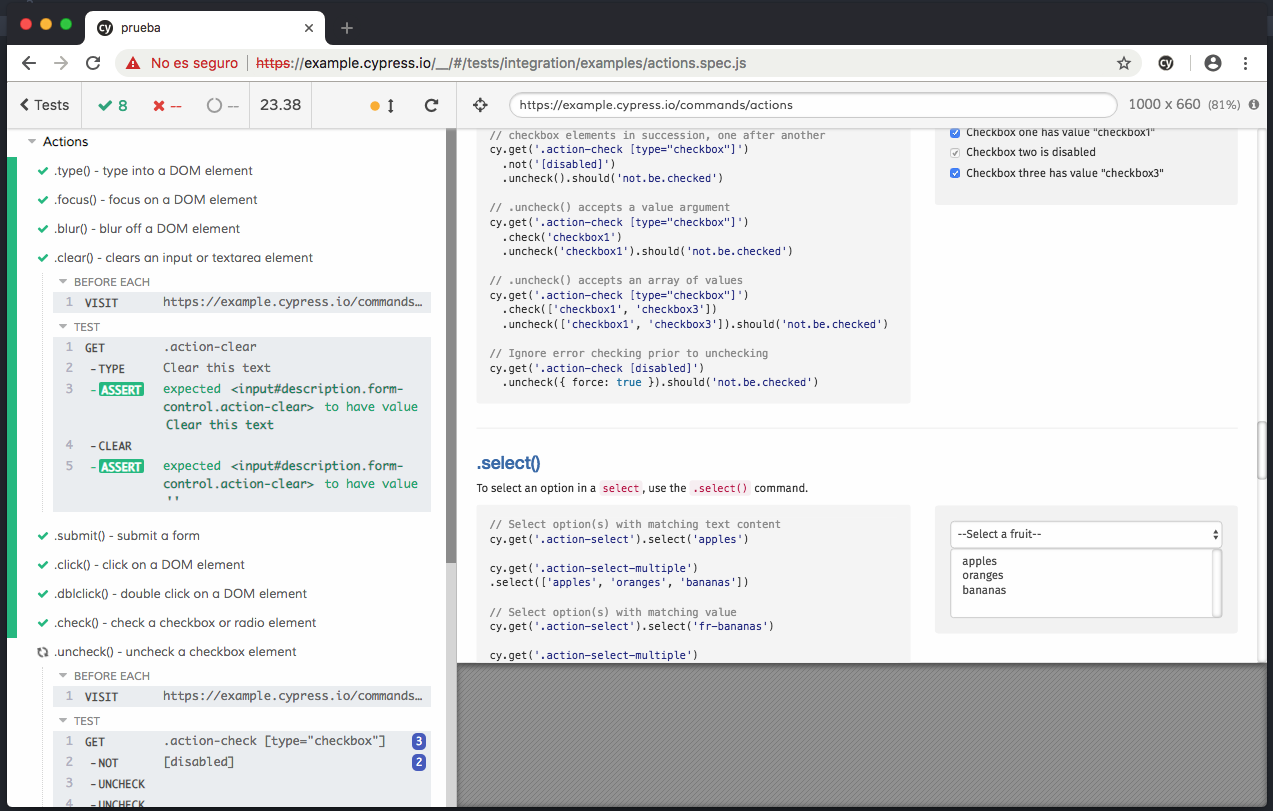 cy prueba
No es seguro | https://example.cypress.io/__/#/tests/integration/examples/actions.spec.js cy
Tests 8 -- -- 23.38 https://example.cypress.io/commands/actions 1000 x 660 (81%)
Actions
.type() - type into a DOM element
.focus() - focus on a DOM element
.blur() - blur off a DOM element
.clear() - clears an input or textarea element
BEFORE EACH
1 VISIT https://example.cypress.io/commands…
TEST
1 GET .action-clear
2 -TYPE Clear this text
3 -ASSERT expected <input#description.form-
control.action-clear> to have value
Clear this text
4 -CLEAR
5 -ASSERT expected <input#description.form-
control.action-clear> to have value
''
.submit() - submit a form
.click() - click on a DOM element
.dblclick() - double click on a DOM element
.check() - check a checkbox or radio element
.uncheck() - uncheck a checkbox element
BEFORE EACH
1 VISIT https://example.cypress.io/commands…
TEST
1 GET .action-check [type="checkbox"] 3
2 -NOT [disabled] 2
3 -UNCHECK
4 -UNCHECK
// checkbox elements in succession, one after another
cy.get('.action-check [type="checkbox"]')
.not('[disabled]')
.uncheck().should('not.be.checked')
// .uncheck() accepts a value argument
cy.get('.action-check [type="checkbox"]')
.check('checkbox1')
.uncheck('checkbox1').should('not.be.checked')
// .uncheck() accepts an array of values
cy.get('.action-check [type="checkbox"]')
.check(['checkbox1', 'checkbox3'])
.uncheck(['checkbox1', 'checkbox3']).should('not.be.checked')
// Ignore error checking prior to unchecking
cy.get('.action-check [disabled]')
.uncheck({ force: true }).should('not.be.checked')
Checkbox one has value "checkbox1"
Checkbox two is disabled
Checkbox three has value "checkbox3"
.select()
To select an option in a select, use the .select() command.
// Select option(s) with matching text content
cy.get('.action-select').select('apples')
cy.get('.action-select-multiple')
.select(['apples', 'oranges', 'bananas'])
// Select option(s) with matching value
cy.get('.action-select').select('fr-bananas')
cy.get('.action-select-multiple')
--Select a fruit--
apples
oranges
bananas